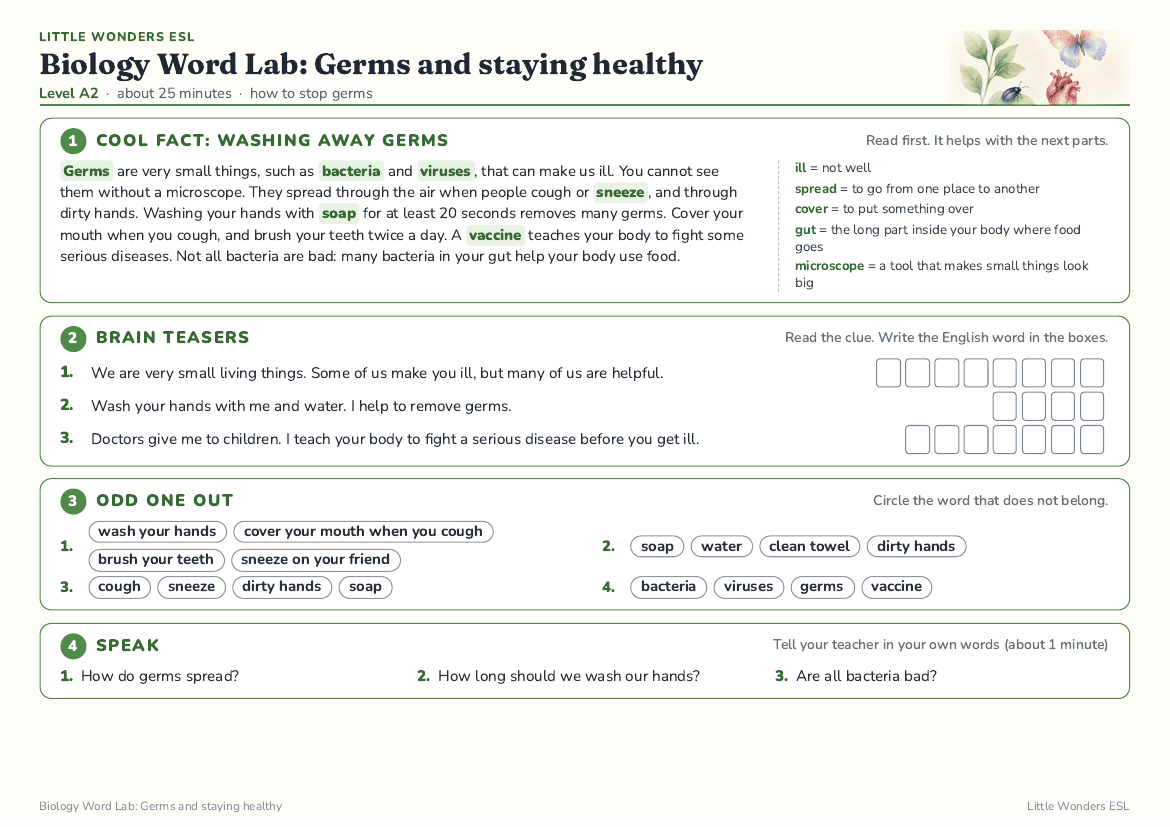 LITTLE WONDERS ESL
Biology Word Lab: Germs and staying healthy
Level A2 · about 25 minutes · how to stop germs
1 COOL FACT: WASHING AWAY GERMS
Read first. It helps with the next parts.
Germs are very small things, such as bacteria and viruses, that can make us ill. You cannot see
them without a microscope. They spread through the air when people cough or sneeze, and through
dirty hands. Washing your hands with soap for at least 20 seconds removes many germs. Cover your
mouth when you cough, and brush your teeth twice a day. A vaccine teaches your body to fight some
serious diseases. Not all bacteria are bad: many bacteria in your gut help your body use food.
ill = not well
spread = to go from one place to another
cover = to put something over
gut = the long part inside your body where food
goes
microscope = a tool that makes small things look
big
2 BRAIN TEASERS
Read the clue. Write the English word in the boxes.
1. We are very small living things. Some of us make you ill, but many of us are helpful.
2. Wash your hands with me and water. I help to remove germs.
3. Doctors give me to children. I teach your body to fight a serious disease before you get ill.
3 ODD ONE OUT
Circle the word that does not belong.
1. wash your hands cover your mouth when you cough
brush your teeth sneeze on your friend
2. soap water clean towel dirty hands
3. cough sneeze dirty hands soap
4. bacteria viruses germs vaccine
4 SPEAK
Tell your teacher in your own words (about 1 minute)
1. How do germs spread?
2. How long should we wash our hands?
3. Are all bacteria bad?
Biology Word Lab: Germs and staying healthy
Little Wonders ESL